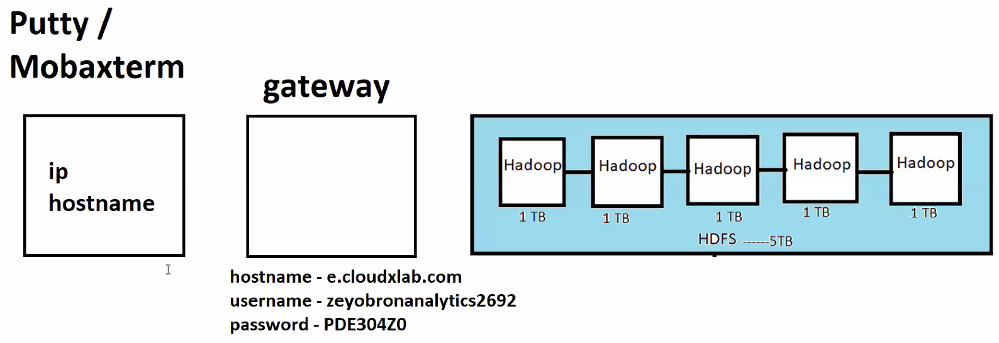 Putty /
Mobaxterm
gateway
ip
hostname
Hadoop
Hadoop
Hadoop
Hadoop
Hadoop
1 TB
1 TB
1 TB
1 TB
1 TB
HDFS ------5TB
hostname - e.cloudxlab.com
username - zeyobronanalytics2692
password - PDE304Z0